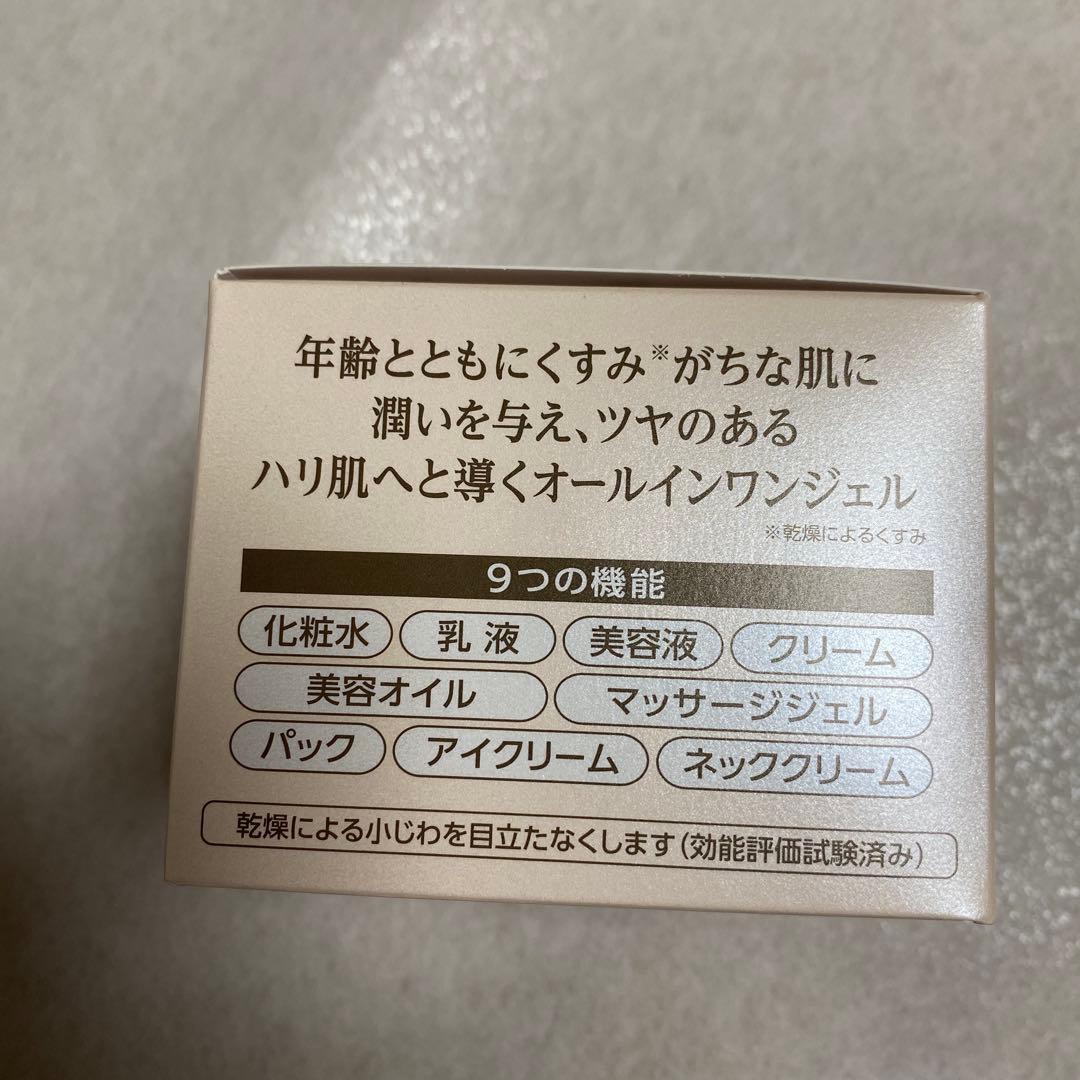 年齢とともにくすみ※がちな肌に
潤いを与え、ツヤのある
ハリ肌へと導くオールインワンジェル
※乾燥によるくすみ
9つの機能
化粧水 乳液 美容液 クリーム
美容オイル マッサージジェル
パック アイクリーム ネッククリーム
乾燥による小じわを目立たなくします(効能評価試験済み)